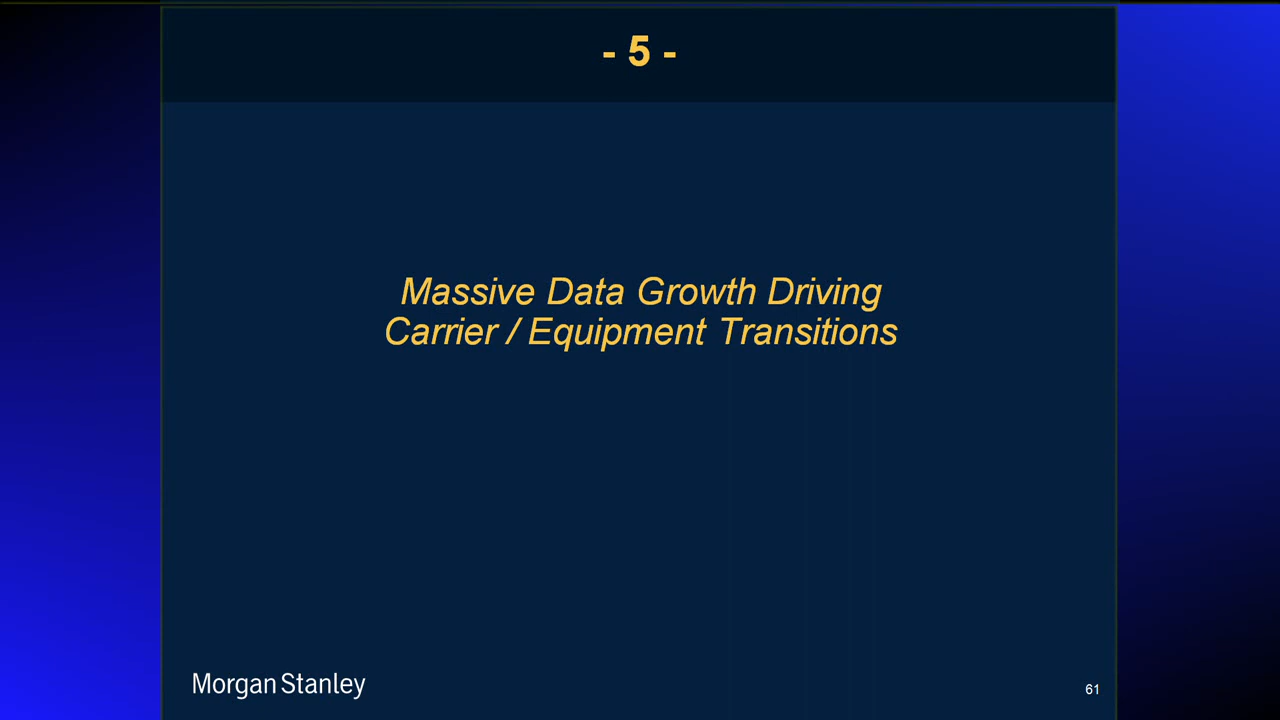 - 5 -
Massive Data Growth Driving
Carrier / Equipment Transitions
Morgan Stanley
61